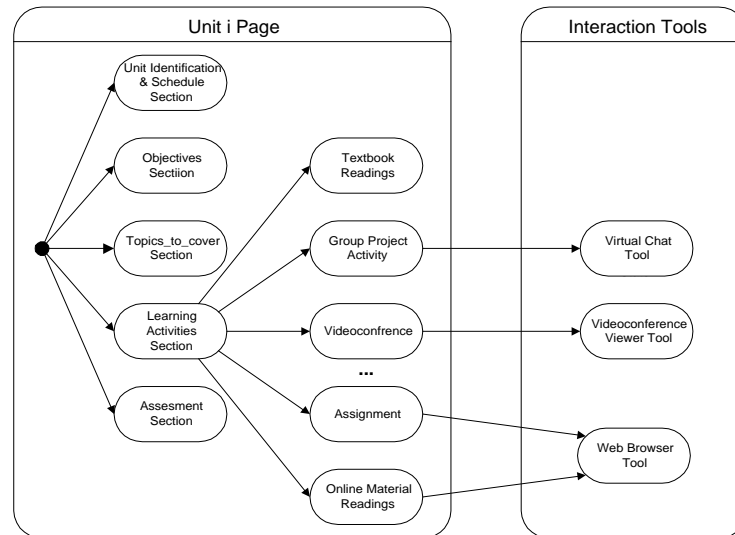 Unit i Page
Interaction Tools
Unit Identification
& Schedule
Section
Objectives
Sectiion
Textbook
Readings
Topics_to_cover
Section
Group Project
Activity
Virtual Chat
Tool
Learning
Activities
Section
Videoconfrence
Videoconference
Viewer Tool
...
Assesment
Section
Assignment
Web Browser
Tool
Online Material
Readings